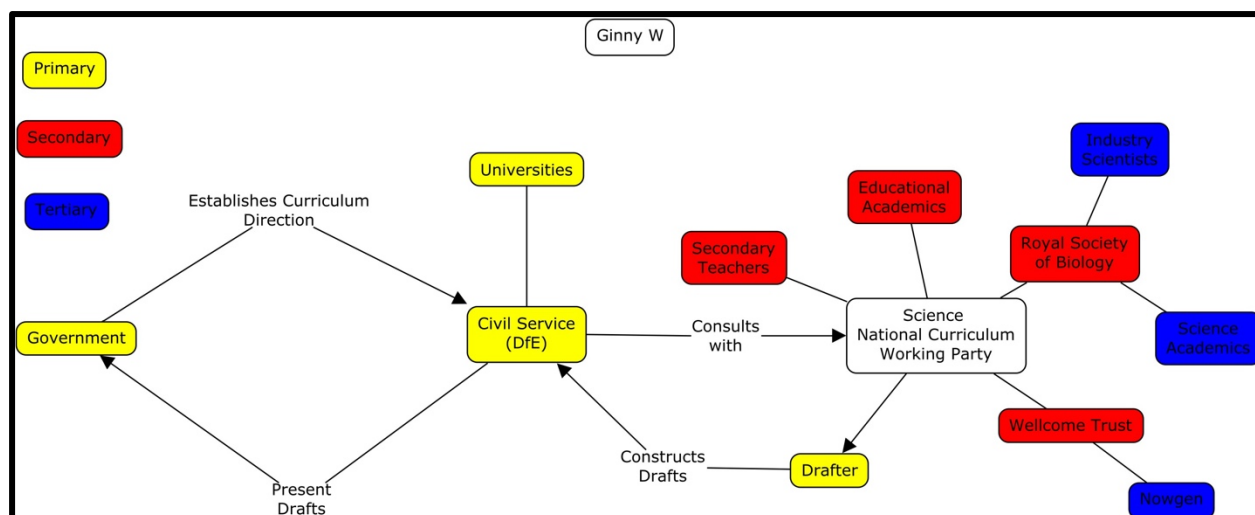 Ginny W
Primary
Secondary
Tertiary
Establishes Curriculum
Direction
Universities
Government
Civil Service
(DfE)
Present
Drafts
Consults
with
Constructs
Drafts
Drafter
Secondary
Teachers
Educational
Academics
Science
National Curriculum
Working Party
Industry
Scientists
Royal Society
of Biology
Science
Academics
Wellcome Trust
Nowgen